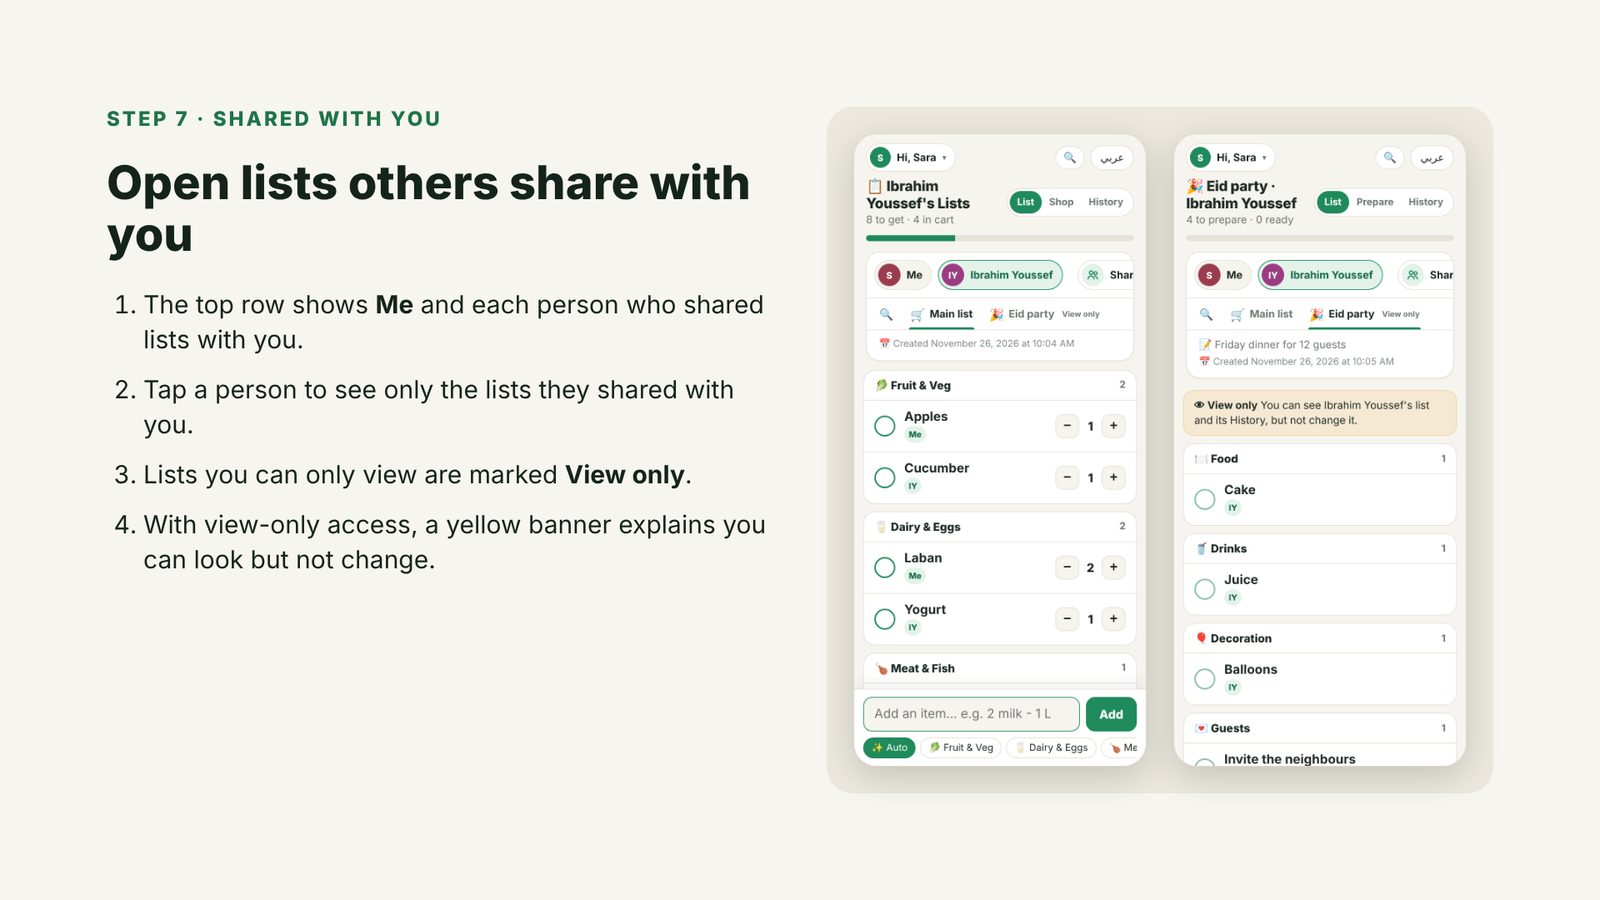 STEP 7 · SHARED WITH YOU
Open lists others share with
you
1. The top row shows Me and each person who shared
lists with you.
2. Tap a person to see only the lists they shared with
you.
3. Lists you can only view are marked View only.
4. With view-only access, a yellow banner explains you
can look but not change.
S Hi, Sara ▾ 🔍 عربي
📋 Ibrahim
Youssef's Lists
List Shop History
8 to get · 4 in cart
S Me IY Ibrahim Youssef Shar
🔍 🛒 Main list 🎉 Eid party View only
📅 Created November 26, 2026 at 10:04 AM
🥬 Fruit & Veg 2
Apples
Me
− 1 +
Cucumber
IY
− 1 +
🥛 Dairy & Eggs 2
Laban
Me
− 2 +
Yogurt
IY
− 1 +
🍗 Meat & Fish 1
Add an item... e.g. 2 milk - 1 L Add
✨ Auto 🥬 Fruit & Veg 🥛 Dairy & Eggs 🍗 Me
S Hi, Sara ▾ 🔍 عربي
🎉 Eid party ·
Ibrahim Youssef
List Prepare History
4 to prepare · 0 ready
S Me IY Ibrahim Youssef Shar
🔍 🛒 Main list 🎉 Eid party View only
📝 Friday dinner for 12 guests
📅 Created November 26, 2026 at 10:05 AM
👁 View only You can see Ibrahim Youssef's list
and its History, but not change it.
🍽️ Food 1
Cake
IY
🥤 Drinks 1
Juice
IY
🎈 Decoration 1
Balloons
IY
💌 Guests 1
Invite the neighbours